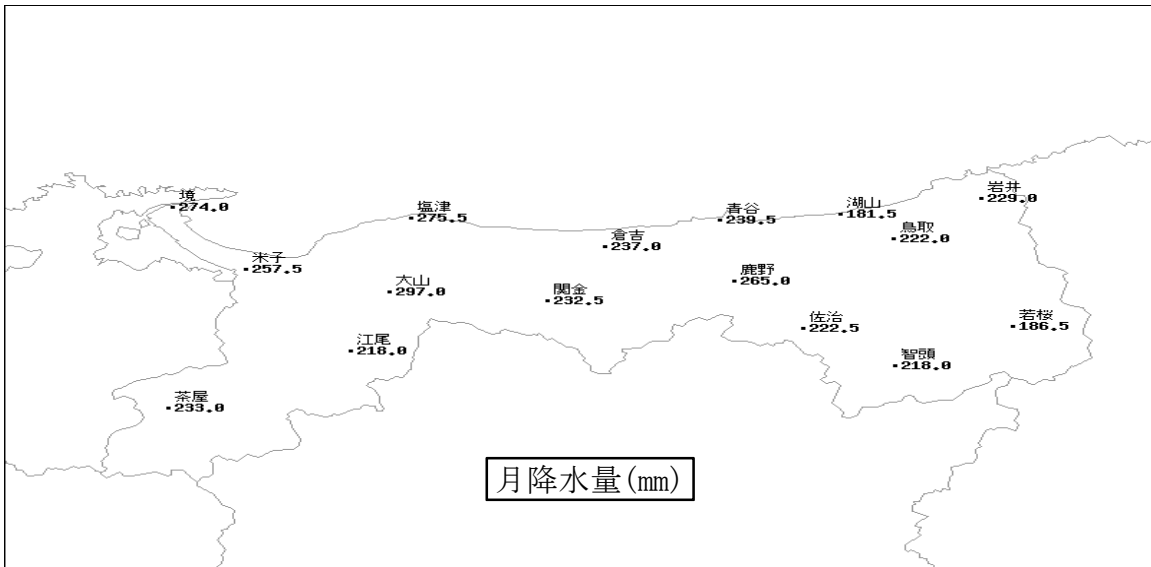 境
274.0
塩津
275.5
青谷
239.5
湖山
181.5
岩井
229.0
鳥取
222.0
倉吉
237.0
米子
257.5
大山
297.0
関金
232.5
鹿野
265.0
佐治
222.5
若桜
186.5
江尾
218.0
智頭
218.0
茶屋
233.0
月降水量(㎜)